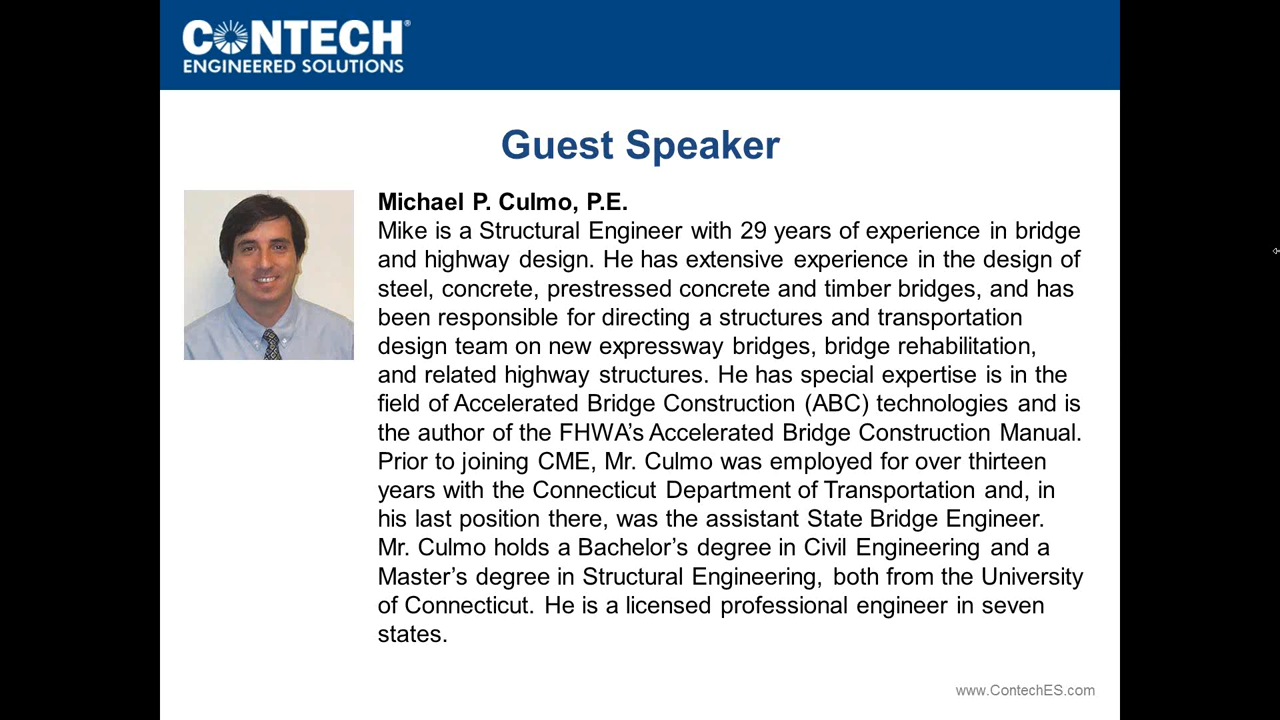 CONTECH®
ENGINEERED SOLUTIONS
Guest Speaker
Michael P. Culmo, P.E.
Mike is a Structural Engineer with 29 years of experience in bridge
and highway design. He has extensive experience in the design of
steel, concrete, prestressed concrete and timber bridges, and has
been responsible for directing a structures and transportation
design team on new expressway bridges, bridge rehabilitation,
and related highway structures. He has special expertise is in the
field of Accelerated Bridge Construction (ABC) technologies and is
the author of the FHWA’s Accelerated Bridge Construction Manual.
Prior to joining CME, Mr. Culmo was employed for over thirteen
years with the Connecticut Department of Transportation and, in
his last position there, was the assistant State Bridge Engineer.
Mr. Culmo holds a Bachelor’s degree in Civil Engineering and a
Master’s degree in Structural Engineering, both from the University
of Connecticut. He is a licensed professional engineer in seven
states.
www.ContechES.com